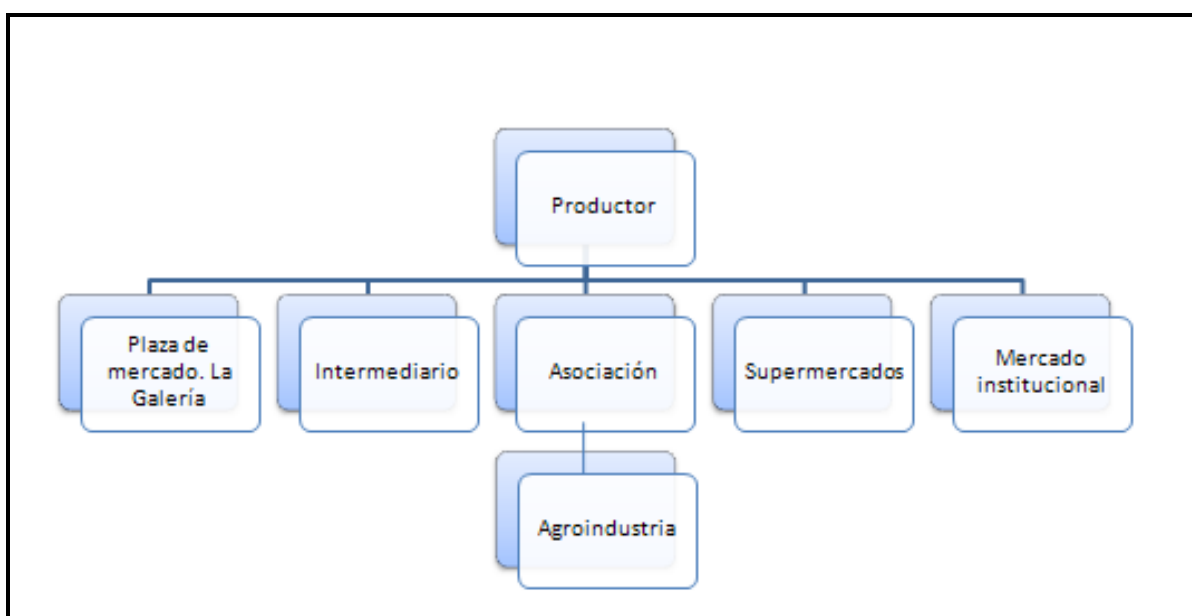 Productor
Plaza de
mercado. La
Galería
Intermediario
Asociación
Supermercados
Mercado
institucional
Agroindustria